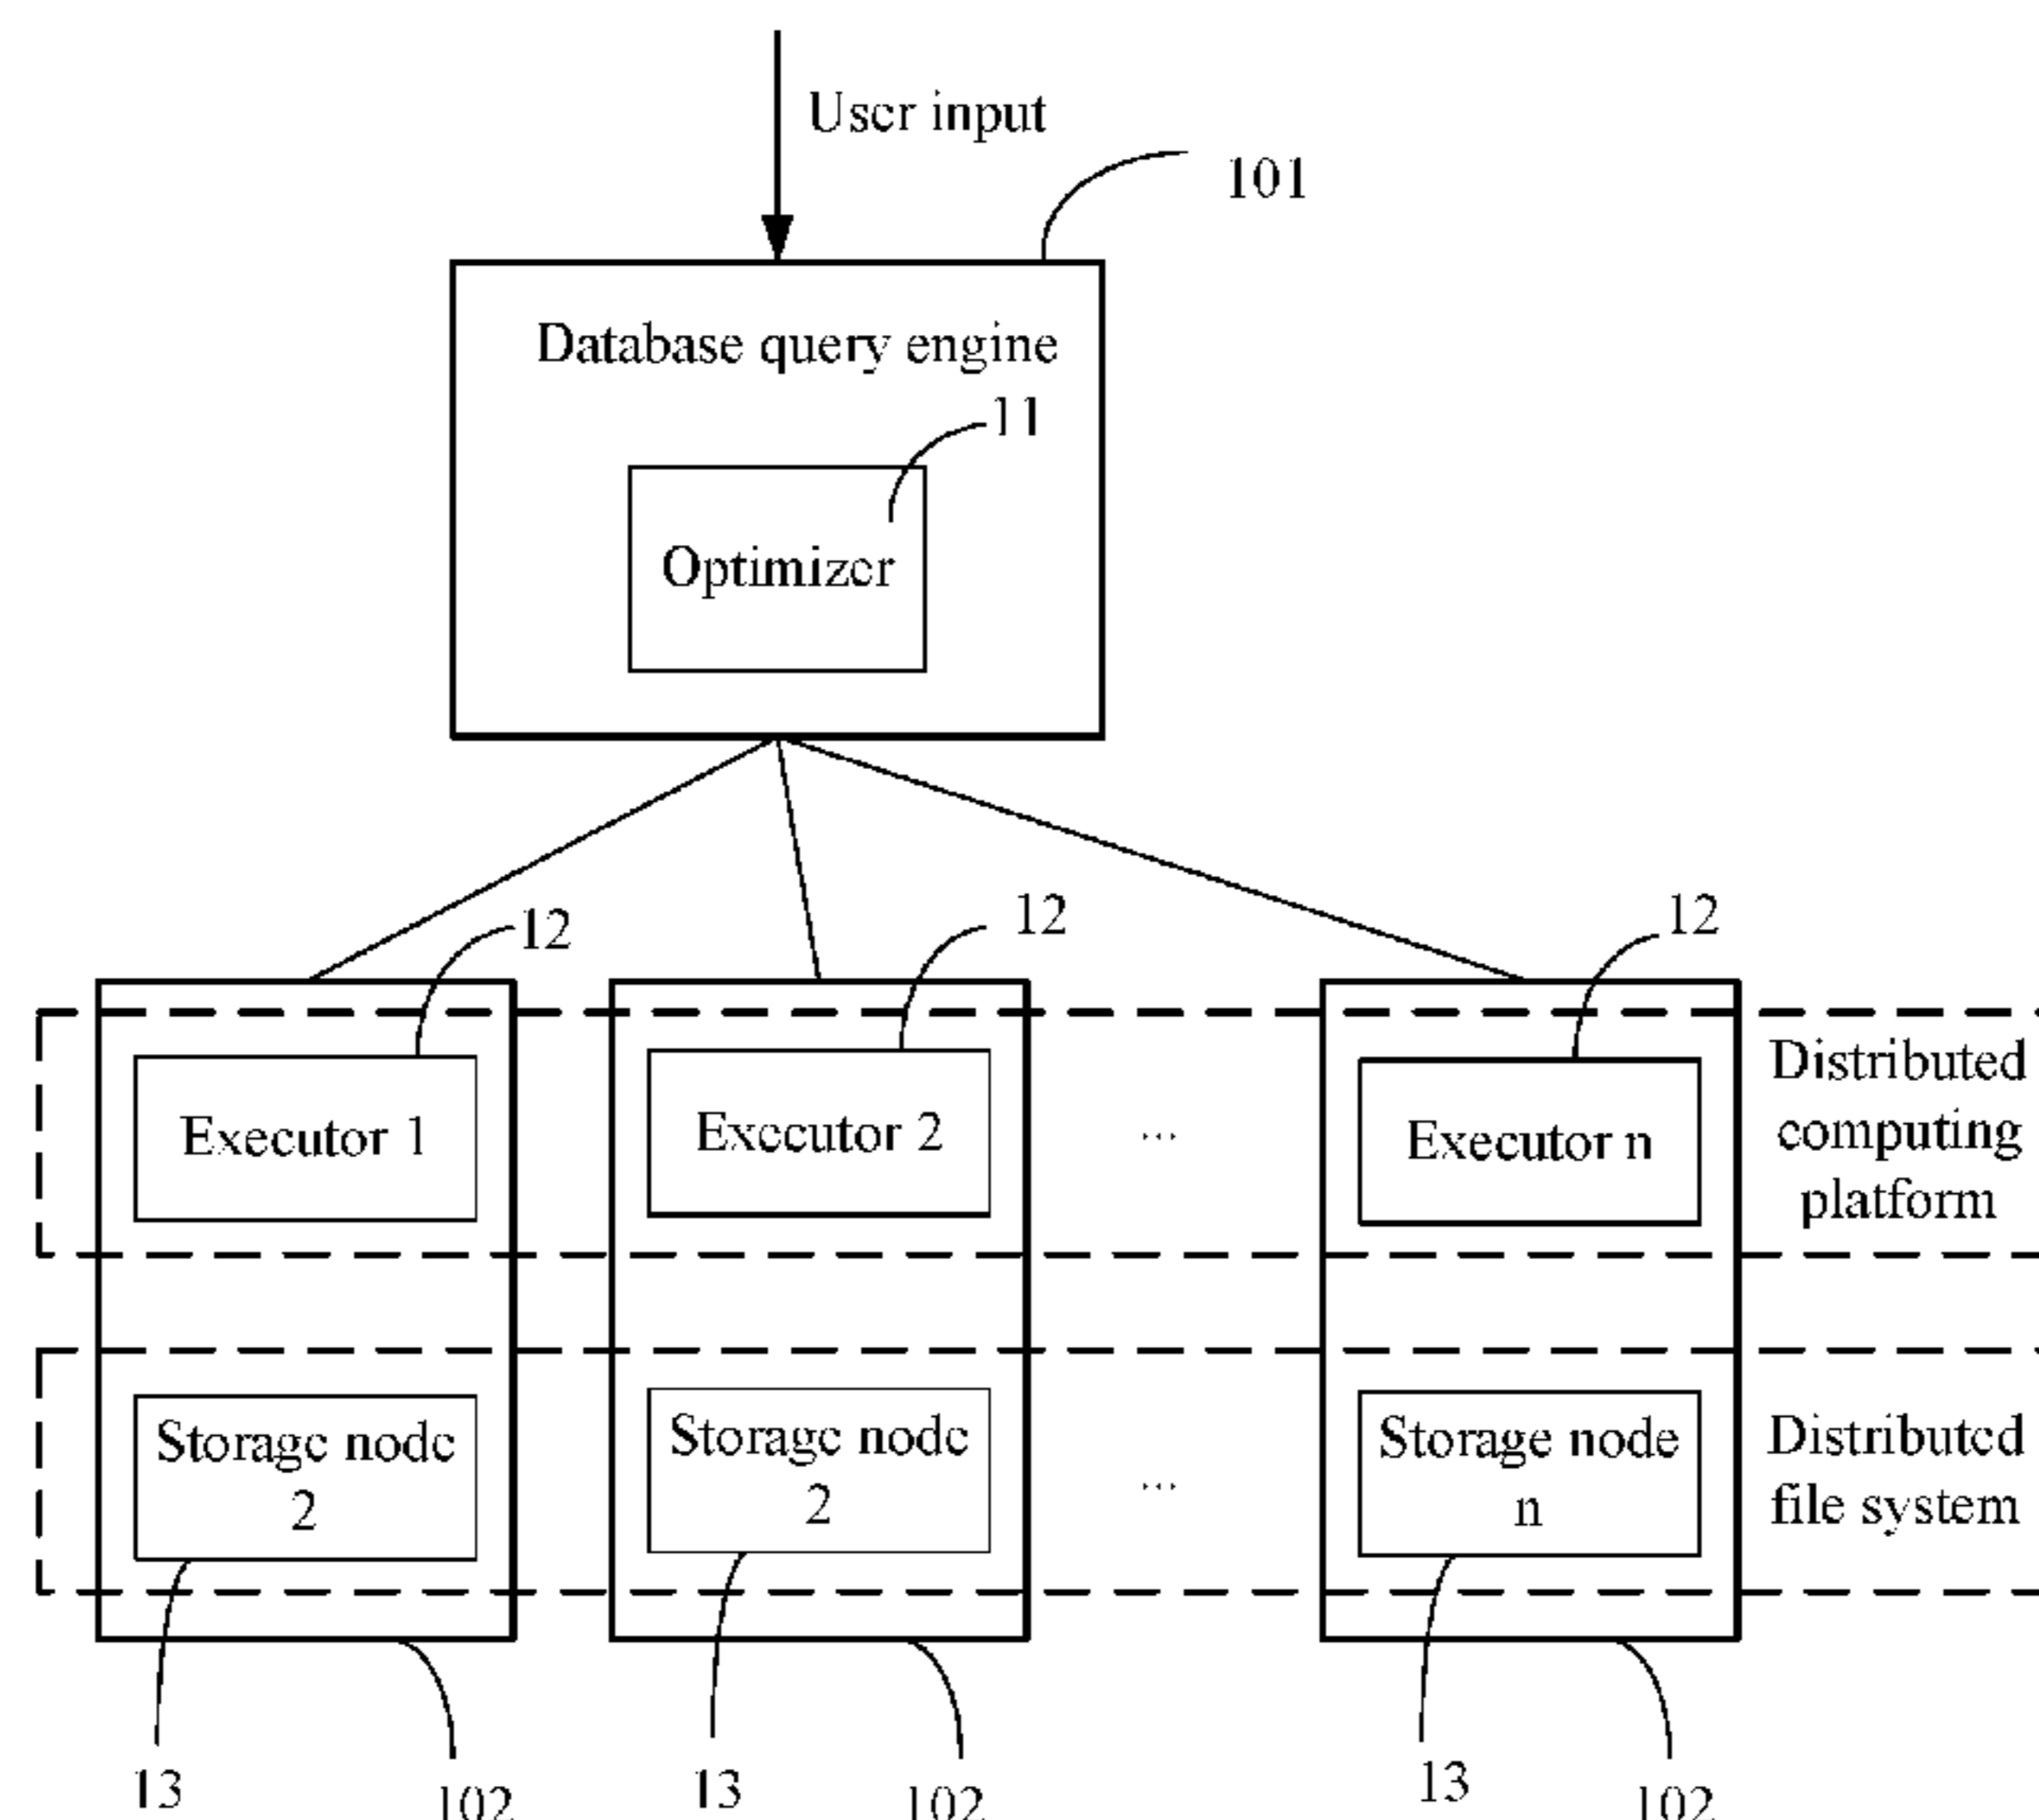 User input
101
Database query engine
11
Optimizer
12
12
12
Executor 1
Executor 2
...
Executor n
Distributed
computing
platform
Storage node
2
Storage node
2
...
Storage node
n
Distributed
file system
13
102
13
102
13
102